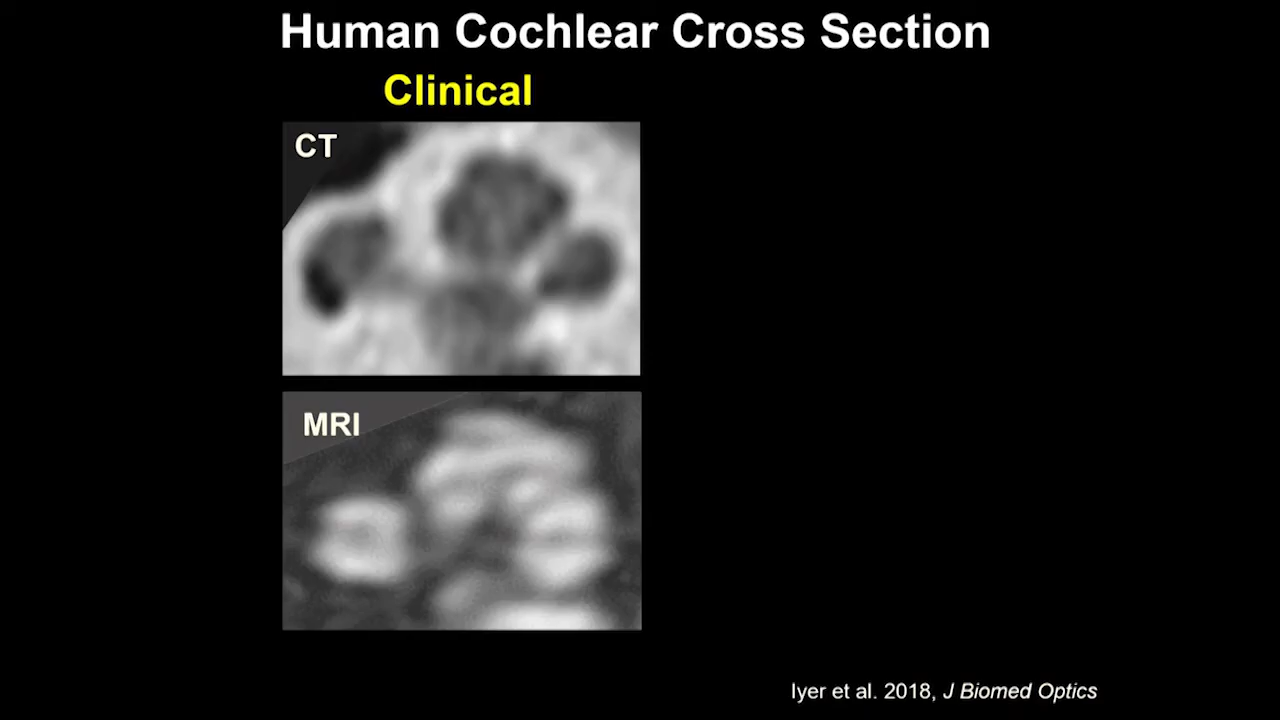 Human Cochlear Cross Section
Clinical
CT
MRI
Iyer et al. 2018, J Biomed Optics